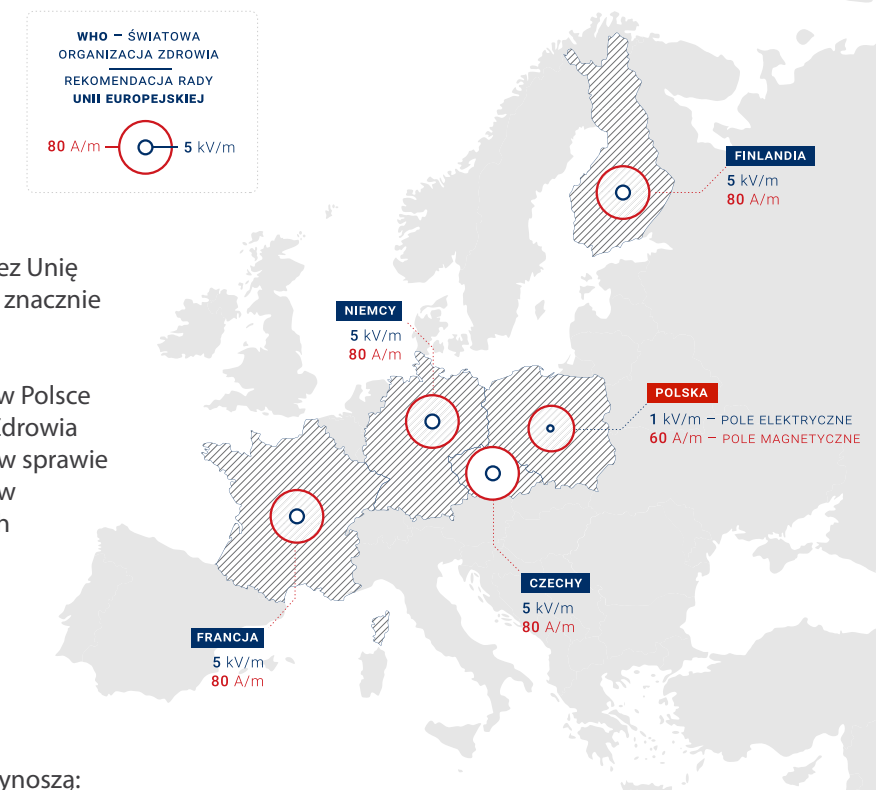 WHO – ŚWIATOWA
ORGANIZACJA ZDROWIA
REKOMENDACJA RADY
UNII EUROPEJSKIEJ
80 A/m
5 kV/m
FINLANDIA
5 kV/m
80 A/m
ez Unię
znacznie
NIEMCY
5 kV/m
80 A/m
w Polsce
Zdrowia
w sprawie
w
POLSKA
1 kV/m – POLE ELEKTRYCZNE
60 A/m – POLE MAGNETYCZNE
CZECHY
5 kV/m
80 A/m
FRANCJA
5 kV/m
80 A/m
ynoszą: